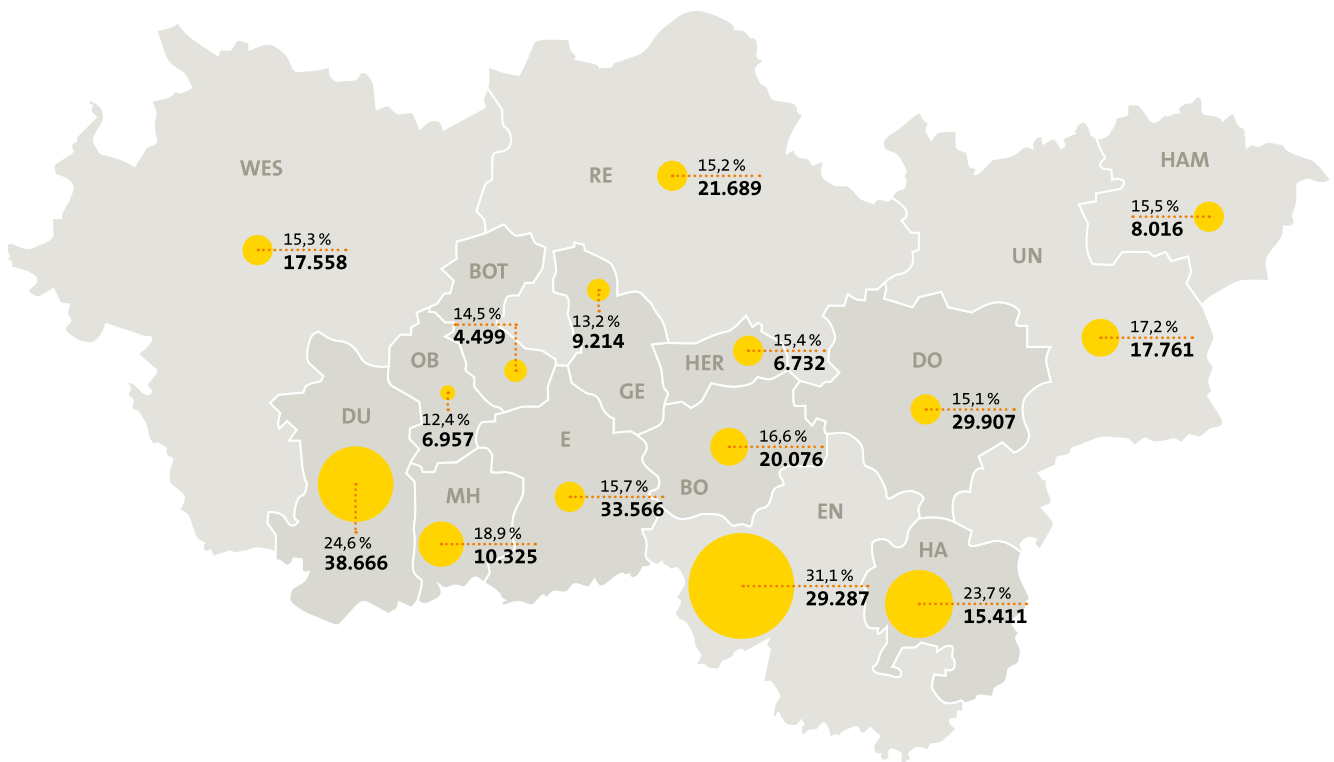 WES
15,3 %
17.558
RE
15,2 %
21.689
HAM
15,5 %
8.016
UN
17,2 %
17.761
BOT
14,5 %
4.499
13,2 %
9.214
GE
HER
15,4 %
6.732
DO
15,1 %
29.907
OB
12,4 %
6.957
DU
24,6 %
38.666
MH
18,9 %
10.325
E
15,7 %
33.566
BO
16,6 %
20.076
EN
31,1 %
29.287
HA
23,7 %
15.411